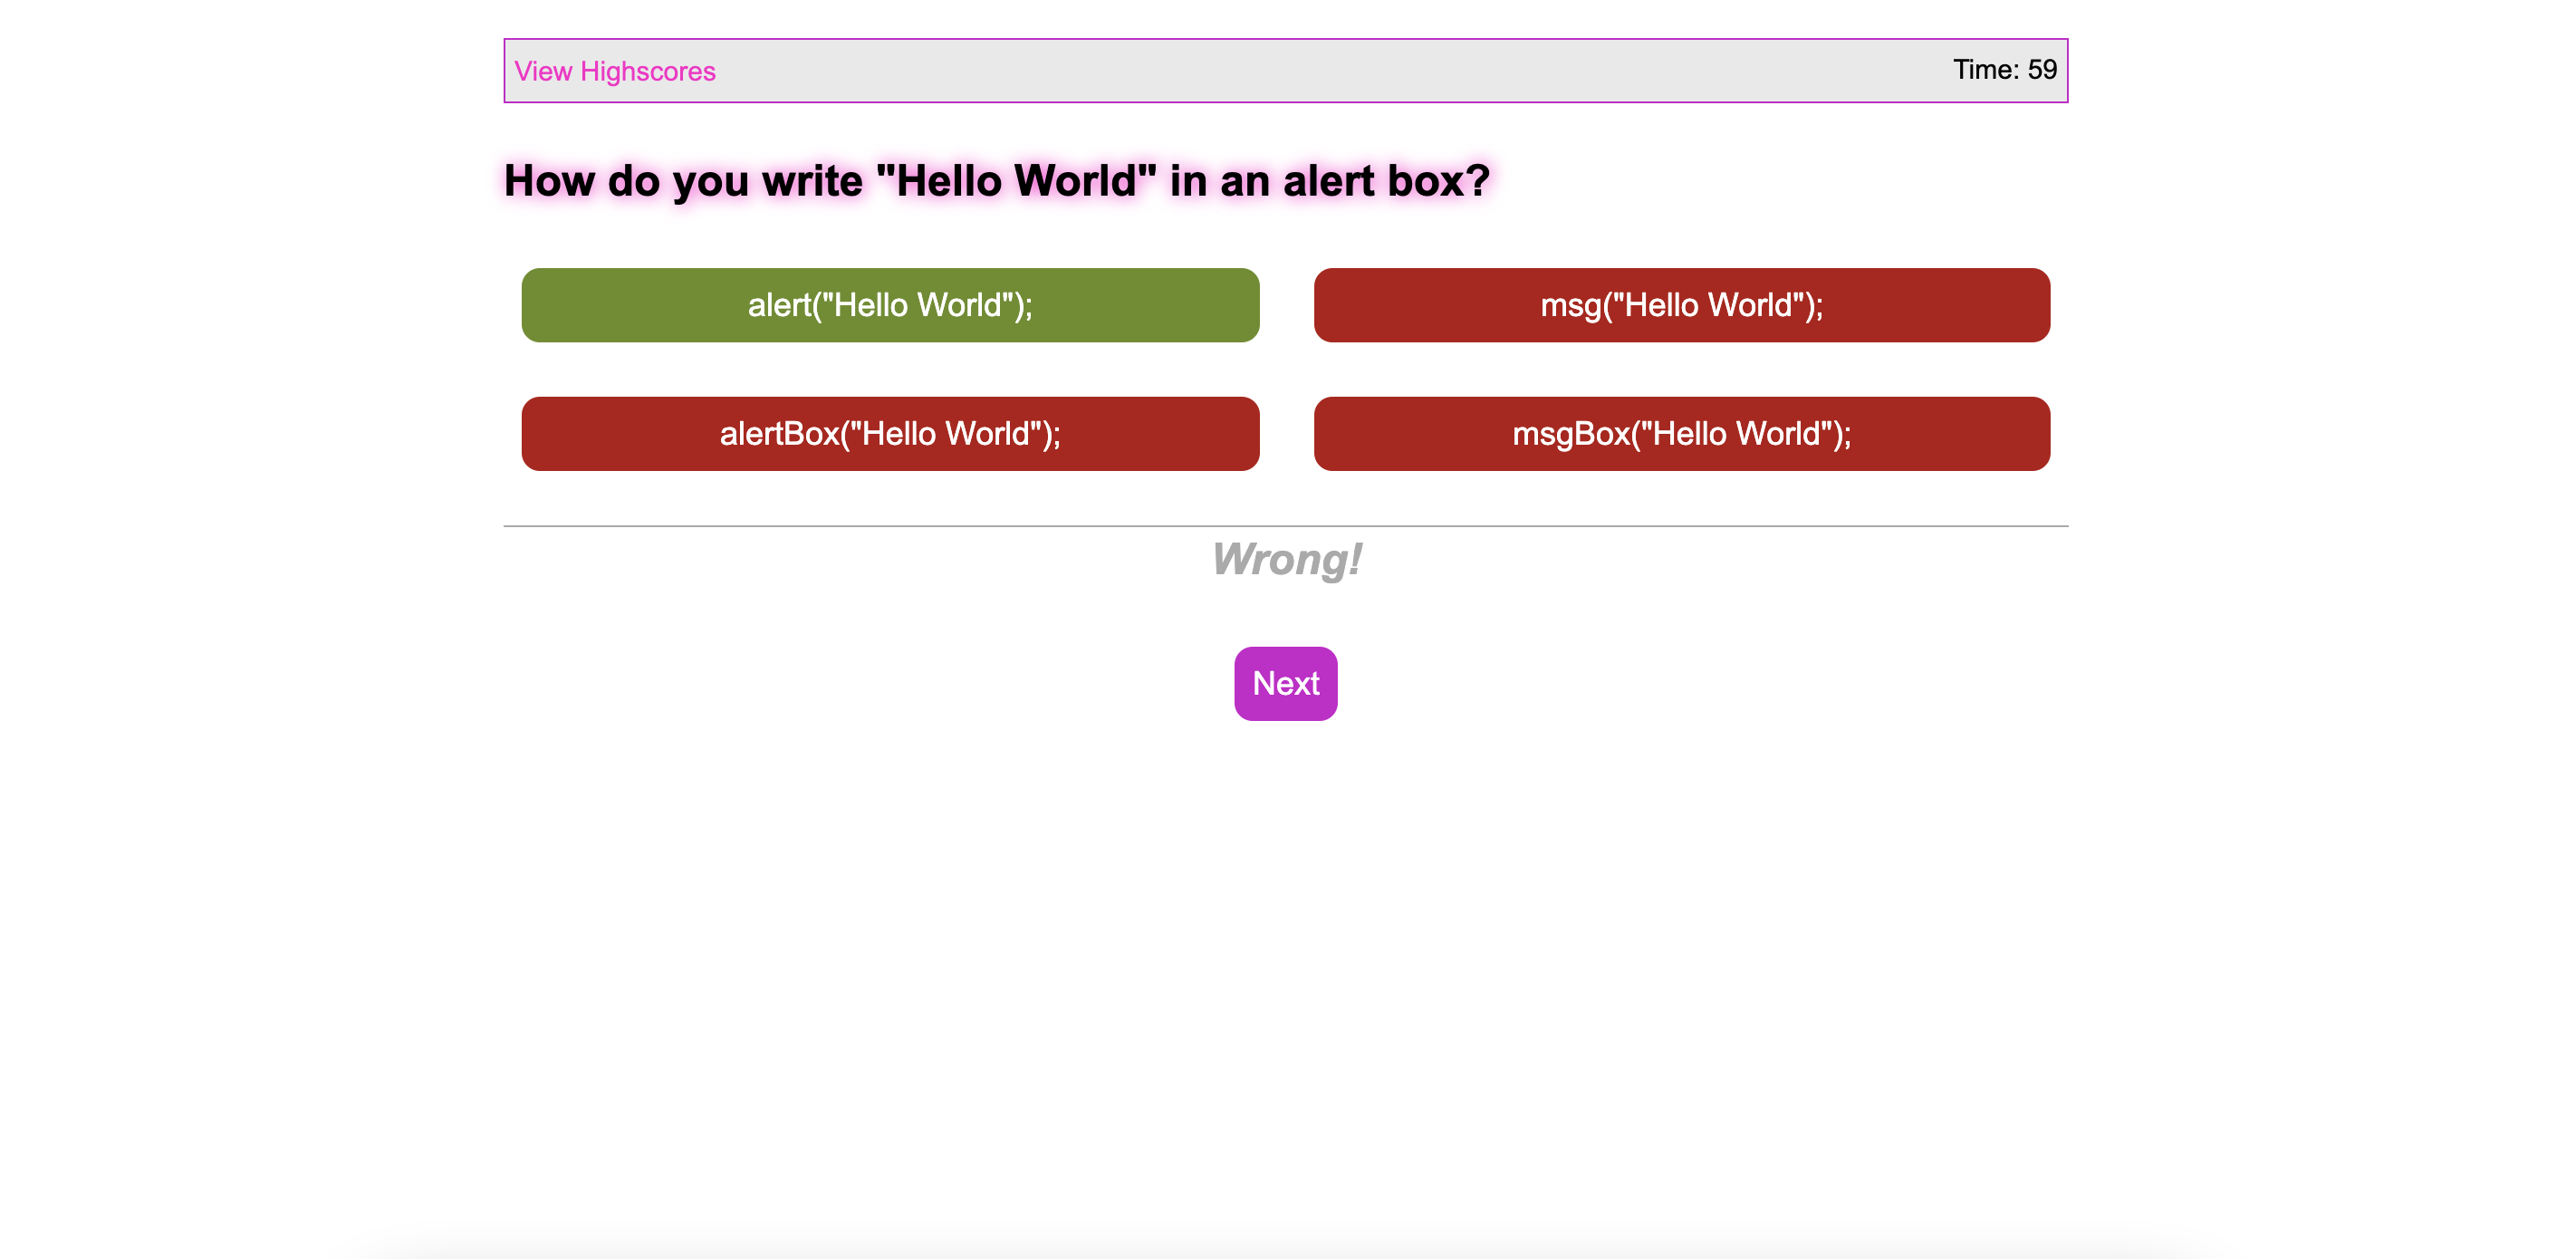 View Highscores
Time: 59
How do you write "Hello World" in an alert box?
alert("Hello World");
msg("Hello World");
alertBox("Hello World");
msgBox("Hello World");
Wrong!
Next